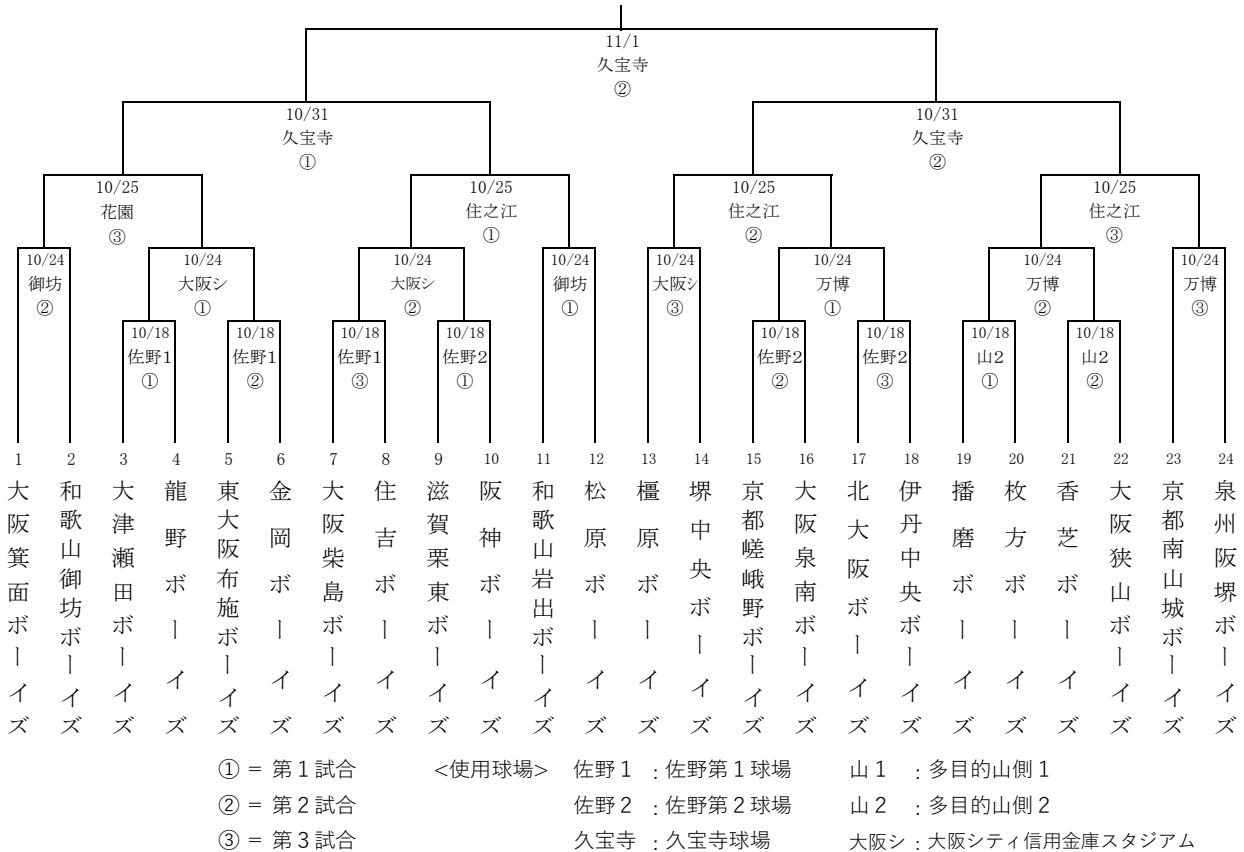 11/1
久宝寺
②
10/31
久宝寺
①
10/31
久宝寺
②
10/25
花園
③
10/25
住之江
①
10/25
住之江
②
10/25
住之江
③
10/24
御坊
②
10/24
大阪シ
①
10/24
大阪シ
②
10/24
御坊
①
10/24
大阪シ
③
10/24
万博
①
10/24
万博
②
10/24
万博
③
10/18
佐野1
①
10/18
佐野1
②
10/18
佐野1
③
10/18
佐野2
①
10/18
佐野2
②
10/18
佐野2
③
10/18
山2
①
10/18
山2
②
1
大阪箕面ボーイズ
2
和歌山御坊ボーイズ
3
大津瀬田ボーイズ
4
龍野ボーイズ
5
東大阪布施ボーイズ
6
金岡ボーイズ
7
大阪柴島ボーイズ
8
住吉ボーイズ
9
滋賀栗東ボーイズ
10
阪神ボーイズ
11
和歌山岩出ボーイズ
12
松原ボーイズ
13
橿原ボーイズ
14
堺中央ボーイズ
15
京都嵯峨野ボーイズ
16
大阪泉南ボーイズ
17
北大阪ボーイズ
18
伊丹中央ボーイズ
19
播磨ボーイズ
20
枚方ボーイズ
21
香芝ボーイズ
22
大阪狭山ボーイズ
23
京都南山城ボーイズ
24
泉州阪堺ボーイズ
① = 第1試合 <使用球場> 佐野1 : 佐野第1球場 山1 : 多目的山側1
② = 第2試合 佐野2 : 佐野第2球場 山2 : 多目的山側2
③ = 第3試合 久宝寺 : 久宝寺球場 大阪シ : 大阪シティ信用金庫スタジアム